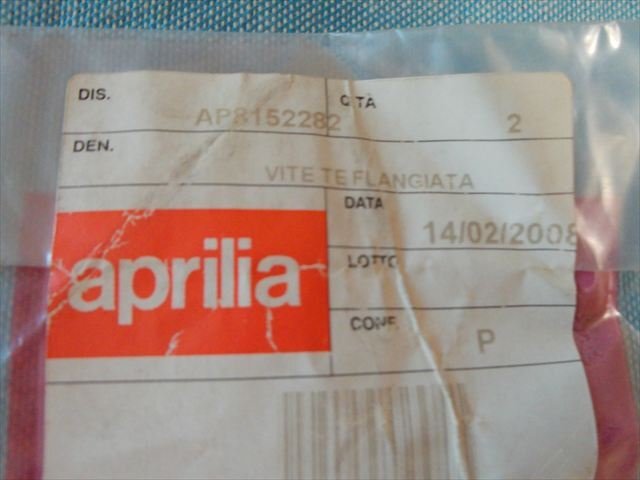 DIS. AP8152282 Q.TA 2
DEN. VITE TE FLANGIATA
DATA 14/02/2008
aprilia
LOTTO
CONF. P